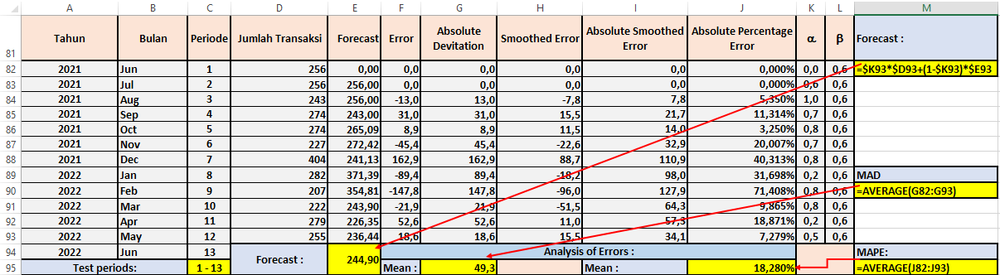 A B C D E F G H I J K L M
81 Tahun Bulan Periode Jumlah Transaksi Forecast Error Absolute Devitation Smoothed Error Absolute Smoothed Error Absolute Percentage Error α β Forecast :
82 2021 Jun 1 256 0,00 0,0 0,0 0,0 0,0 0,000% 0,0 0,6 =$K93*$D93+(1-$K93)*$E93
83 2021 Jul 2 256 256,00 0,0 0,0 0,0 0,0 0,000% 0,6 0,6
84 2021 Aug 3 243 256,00 -13,0 13,0 -7,8 7,8 5,350% 1,0 0,6
85 2021 Sep 4 274 243,00 31,0 31,0 15,5 21,7 11,314% 0,7 0,6
86 2021 Oct 5 274 265,09 8,9 8,9 11,5 14,0 3,250% 0,8 0,6
87 2021 Nov 6 227 272,42 -45,4 45,4 -22,6 32,9 20,007% 0,7 0,6
88 2021 Dec 7 404 241,13 162,9 162,9 88,7 110,9 40,313% 0,8 0,6
89 2022 Jan 8 282 371,39 -89,4 89,4 -18,2 98,0 31,698% 0,2 0,6 MAD
90 2022 Feb 9 207 354,81 -147,8 147,8 -96,0 127,9 71,408% 0,8 0,6 =AVERAGE(G82:G93)
91 2022 Mar 10 222 243,90 -21,9 21,9 -51,5 64,3 9,865% 0,8 0,6
92 2022 Apr 11 279 226,35 52,6 52,6 11,0 57,3 18,871% 0,2 0,6
93 2022 May 12 255 236,44 18,6 18,6 15,5 34,1 7,279% 0,5 0,6
94 2022 Jun 13 Forecast : 244,90 Analysis of Errors : MAPE:
95 Test periods: 1 - 13 Mean : 49,3 Mean : 18,280% =AVERAGE(J82:J93)